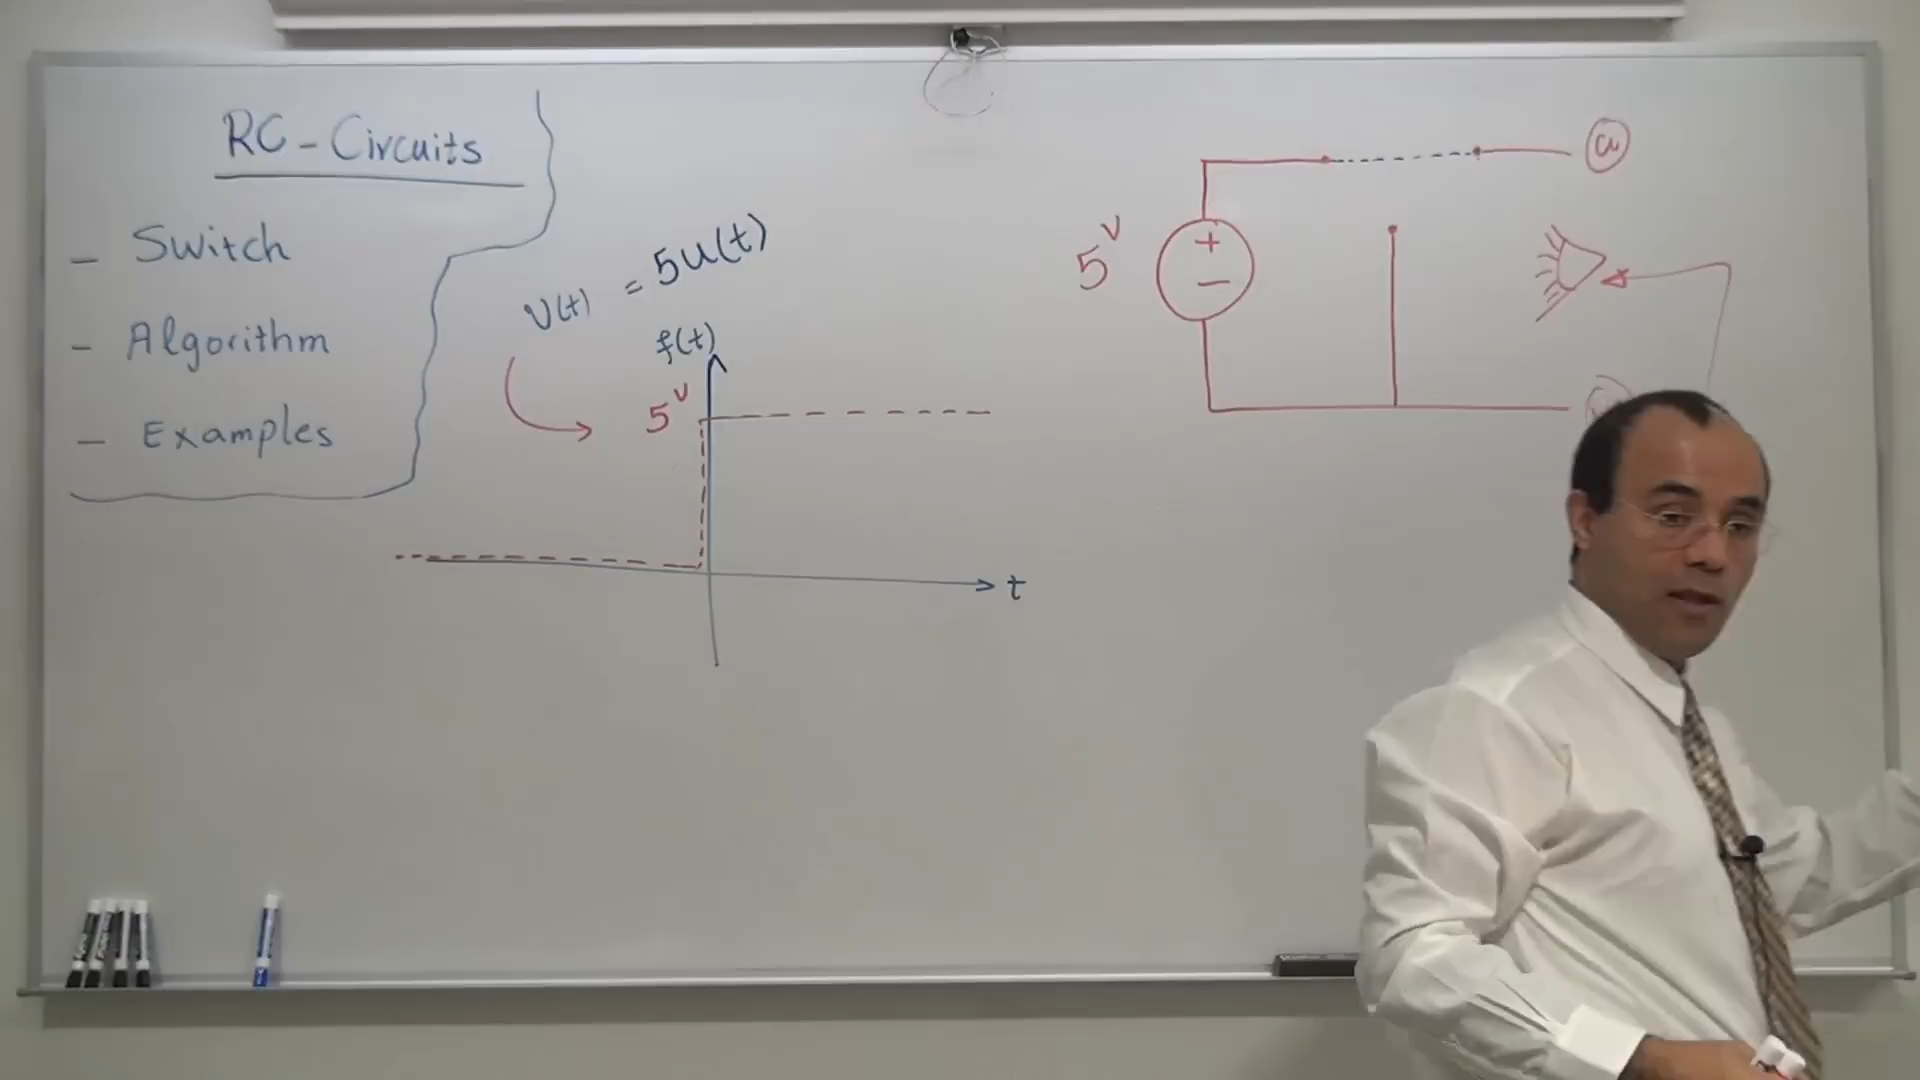 RC - Circuits
- Switch
- Algorithm
- Examples
V(t) = 5u(t)
f(t)
5V
t
5V
+
-
a